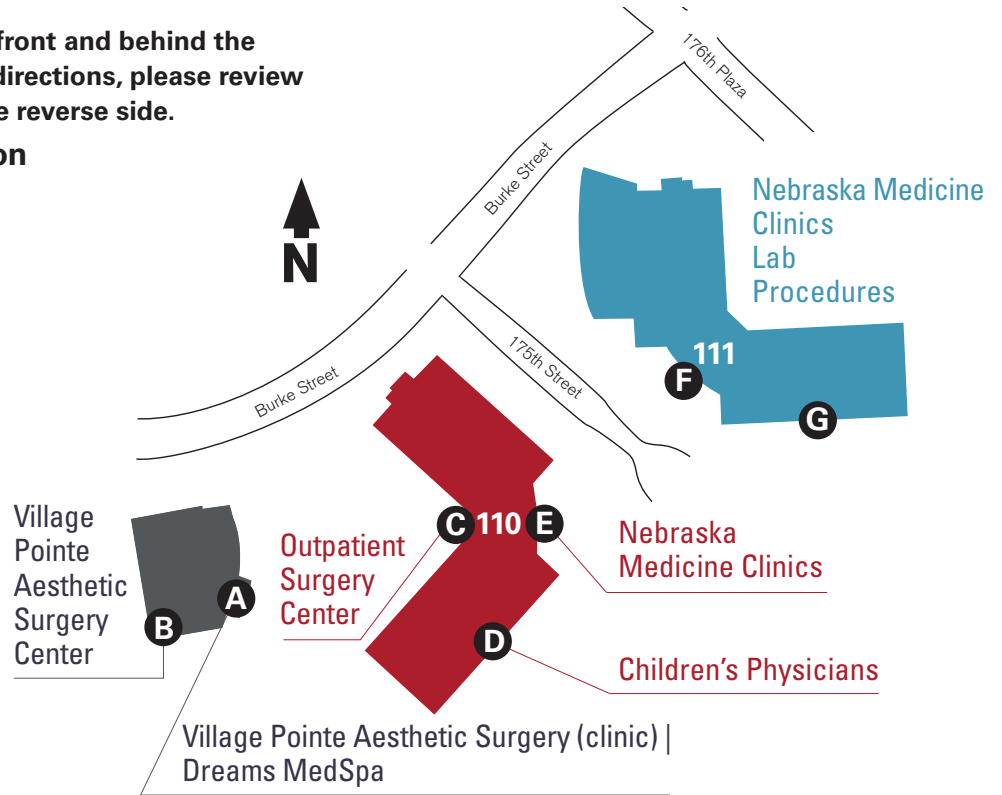 front and behind the
directions, please review
e reverse side.
on
176th Plaza
Burke Street
N
Nebraska Medicine
Clinics
Lab
Procedures
111
F
G
175th Street
Burke Street
Village
Pointe
Aesthetic
Surgery
Center
A
B
Outpatient
Surgery
Center
C
110
E
Nebraska
Medicine Clinics
D
Children's Physicians
Village Pointe Aesthetic Surgery (clinic) |
Dreams MedSpa